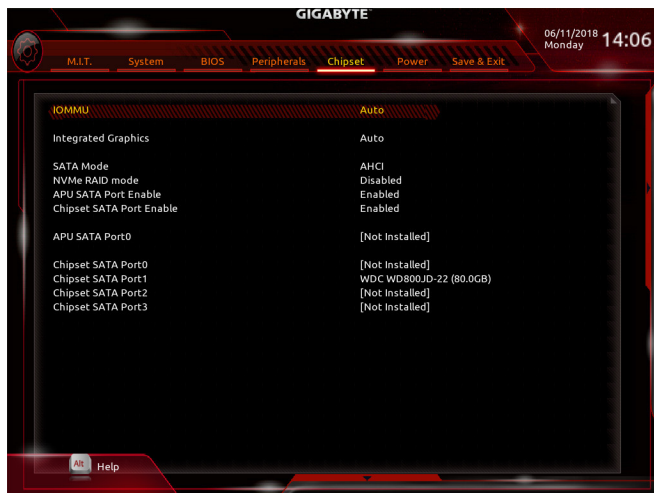 GIGABYTE
06/11/2018 Monday 14:06
M.I.T. System BIOS Peripherals Chipset Power Save & Exit
IOMMU Auto
Integrated Graphics Auto
SATA Mode AHCI
NVMe RAID mode Disabled
APU SATA Port Enable Enabled
Chipset SATA Port Enable Enabled
APU SATA Port0 [Not Installed]
Chipset SATA Port0 [Not Installed]
Chipset SATA Port1 WDC WD800JD-22 (80.0GB)
Chipset SATA Port2 [Not Installed]
Chipset SATA Port3 [Not Installed]
Alt Help